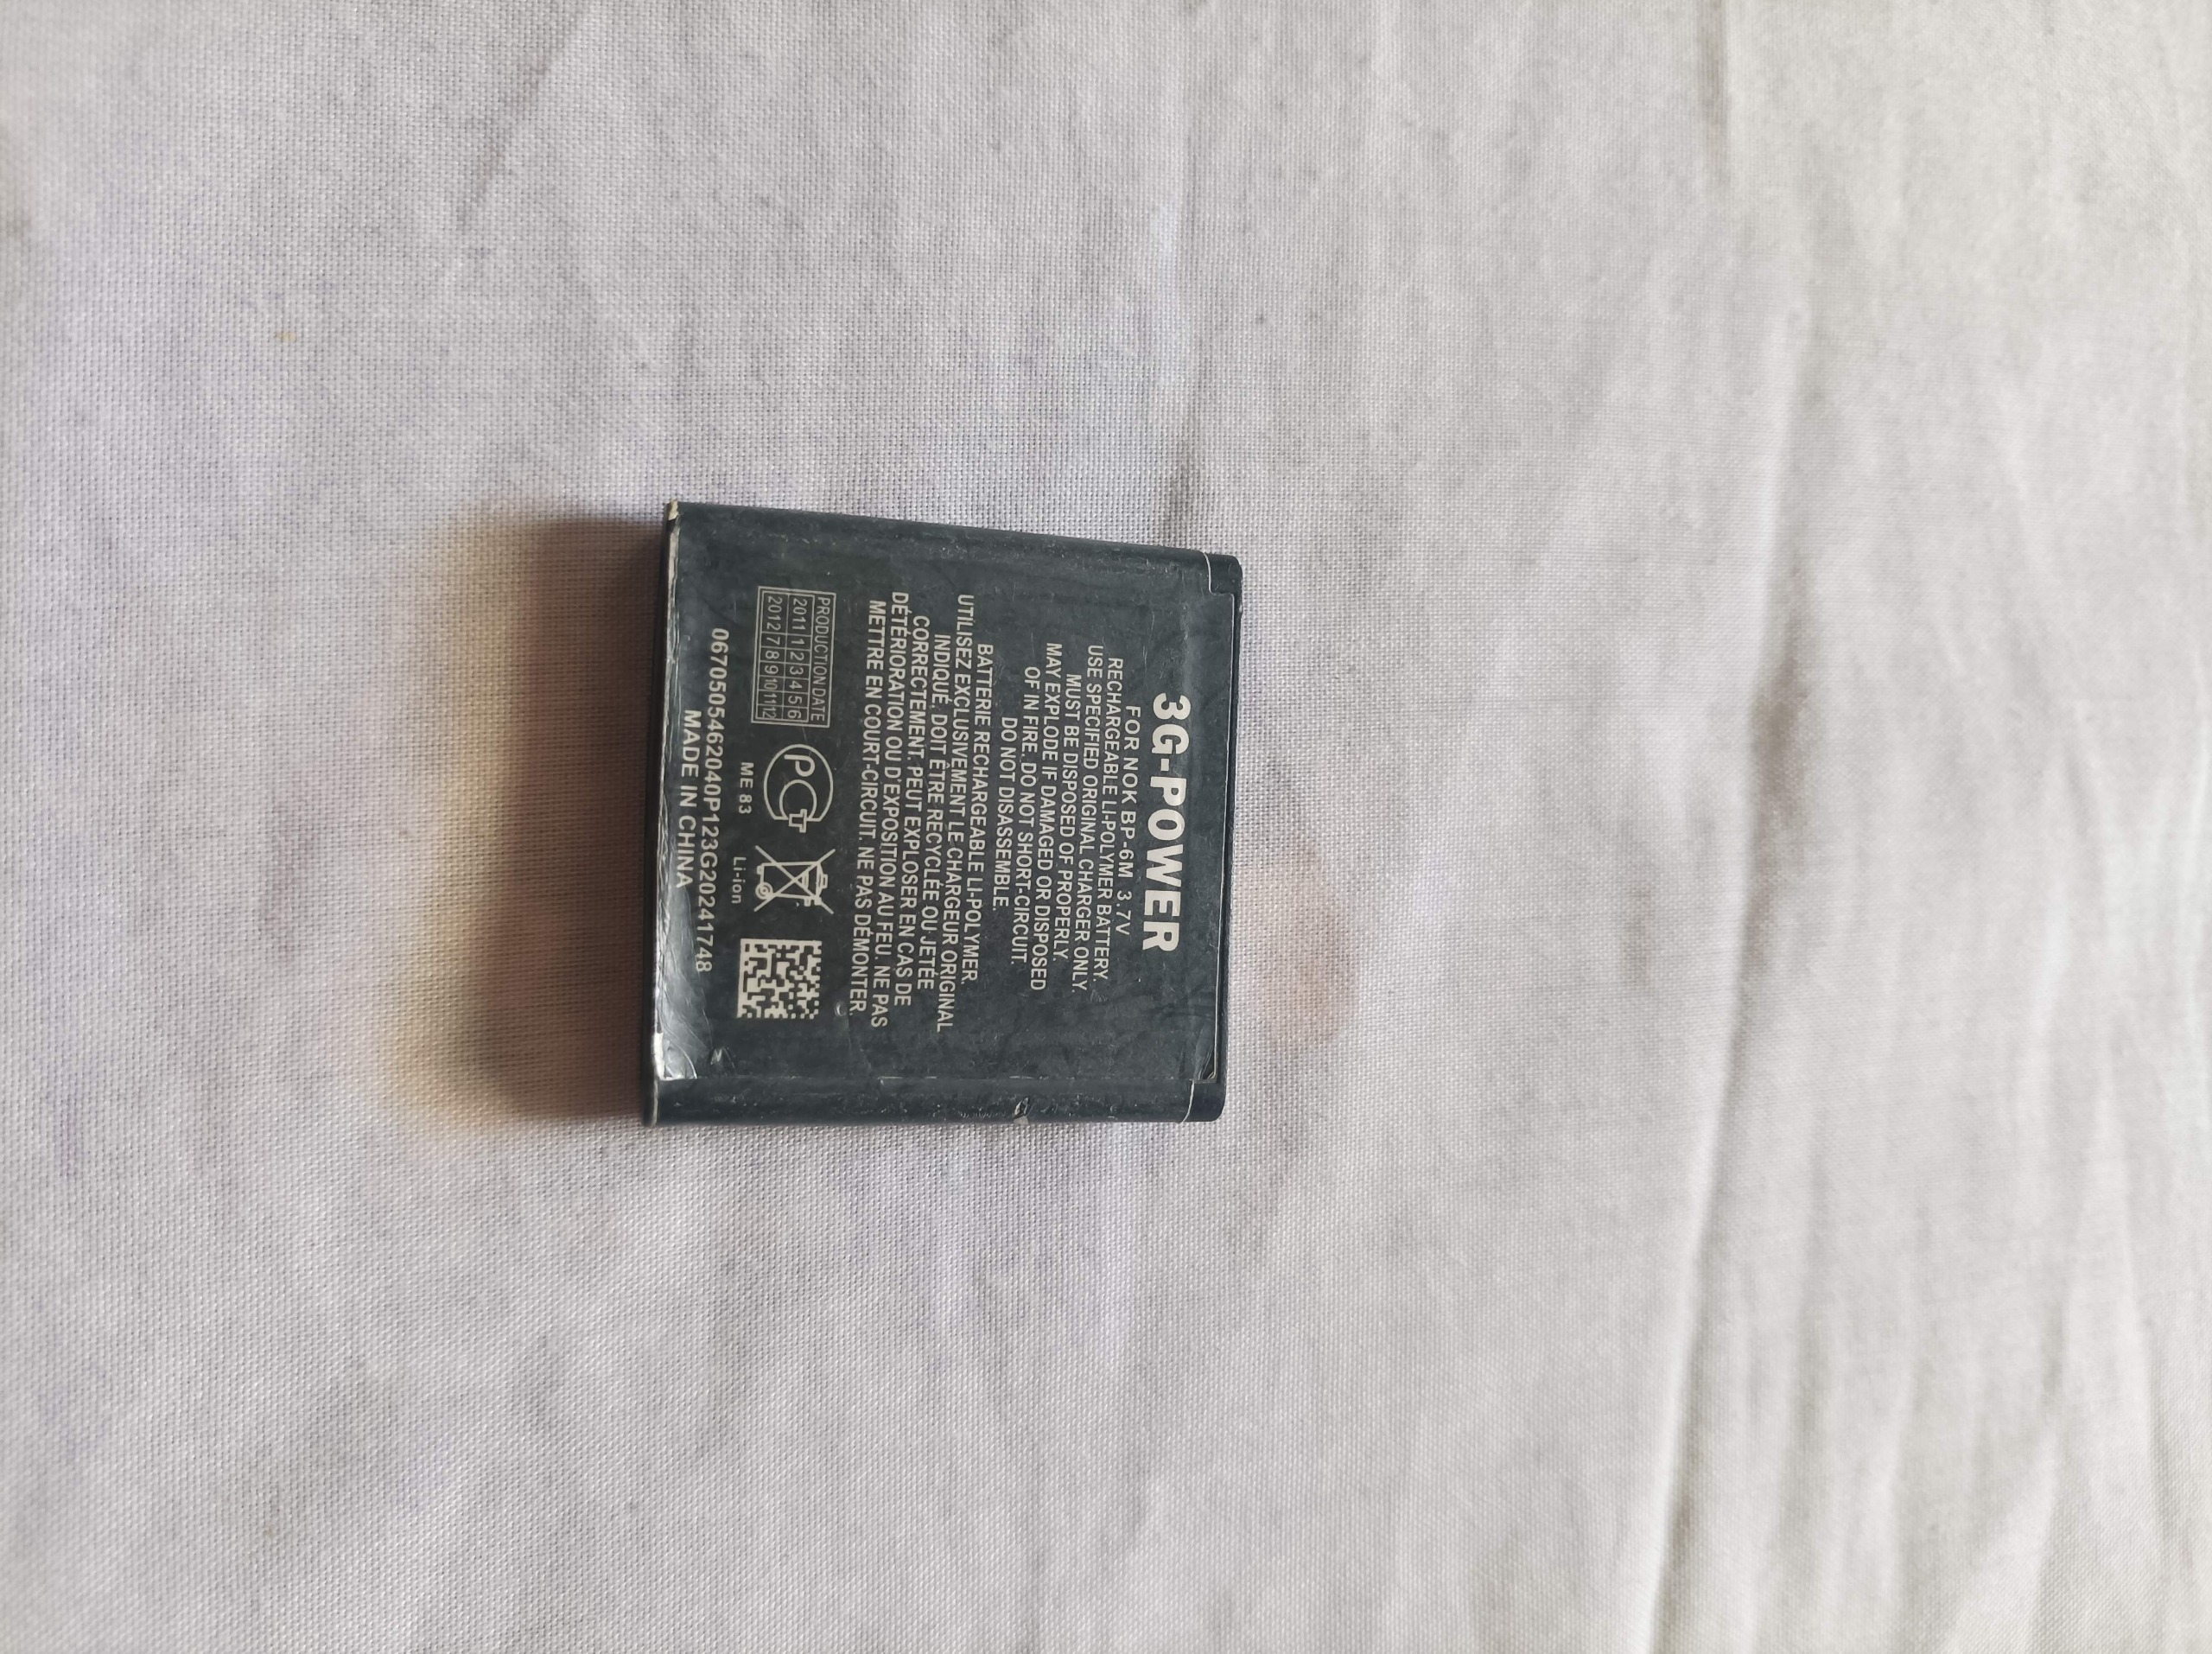 3G-POWER
FOR NOK BP-6M 3.7V
RECHARGEABLE LI-POLYMER BATTERY.
USE SPECIFIED ORIGINAL CHARGER ONLY.
MUST BE DISPOSED OF PROPERLY.
MAY EXPLODE IF DAMAGED OR DISPOSED
OF IN FIRE. DO NOT SHORT-CIRCUIT.
DO NOT DISASSEMBLE.
BATTERIE RECHARGEABLE LI-POLYMER.
UTILISEZ EXCLUSIVEMENT LE CHARGEUR ORIGINAL
INDIQUÉ. DOIT ÊTRE RECYCLÉE OU JETÉE
CORRECTEMENT. PEUT EXPLOSER EN CAS DE
DÉTÉRIORATION OU D'EXPOSITION AU FEU. NE PAS
METTRE EN COURT-CIRCUIT. NE PAS DÉMONTER.
PRODUCTION DATE
2011 1 2 3 4 5 6
2012 7 8 9 10 11 12
PCT
ME 83
Li-ion
0670505462040P123G20241748
MADE IN CHINA